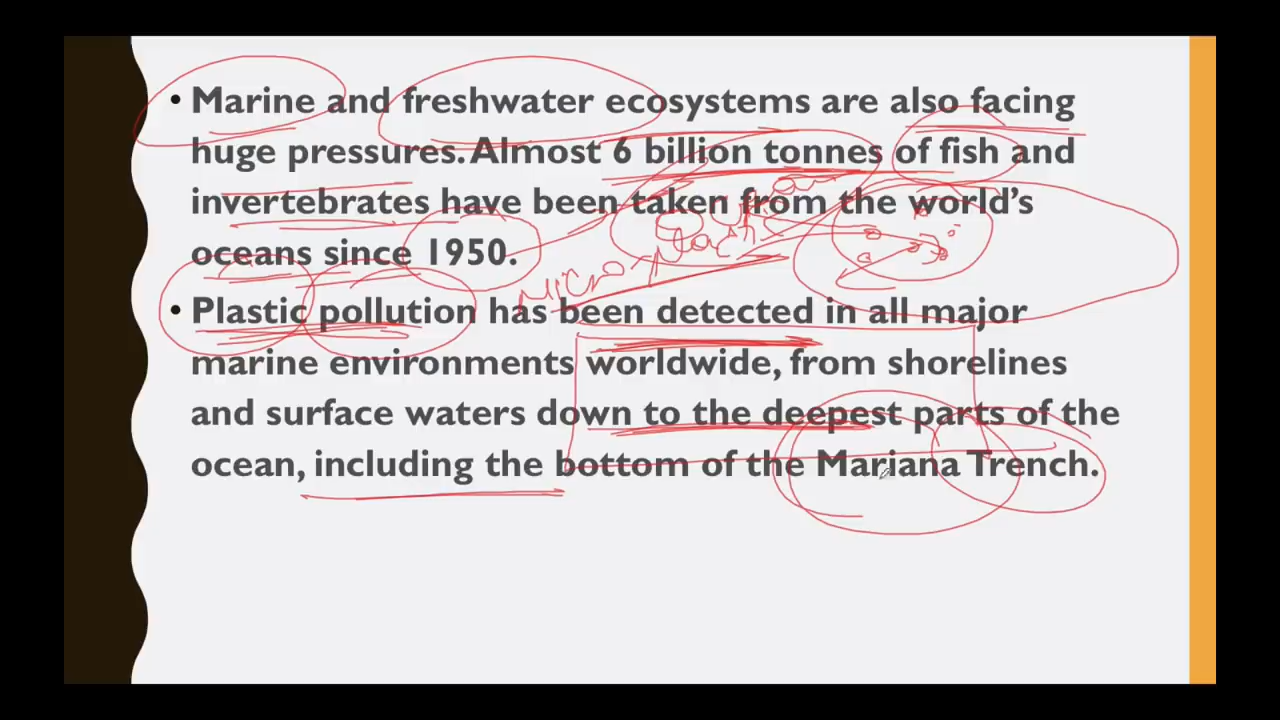 • Marine and freshwater ecosystems are also facing
huge pressures. Almost 6 billion tonnes of fish and
invertebrates have been taken from the world's
oceans since 1950.
Micro
• Plastic pollution has been detected in all major
marine environments worldwide, from shorelines
and surface waters down to the deepest parts of the
ocean, including the bottom of the Mariana Trench.